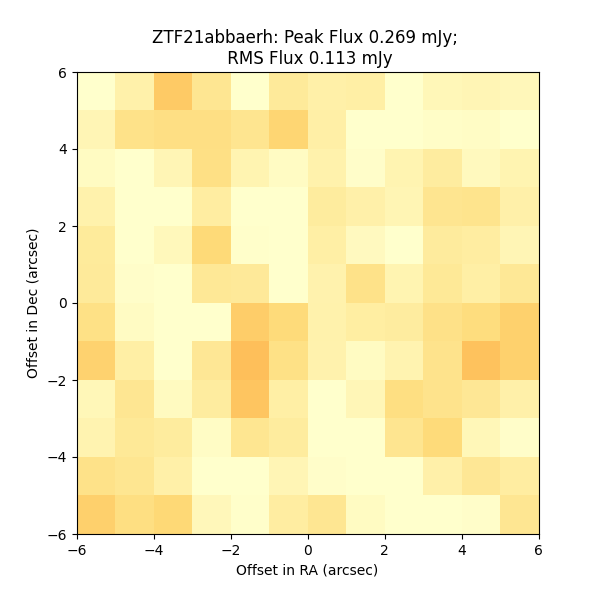 ZTF21abbaerh: Peak Flux 0.269 mJy;
RMS Flux 0.113 mJy
6
4
2
0
−2
−4
−6
Offset in Dec (arcsec)
−6 −4 −2 0 2 4 6
Offset in RA (arcsec)